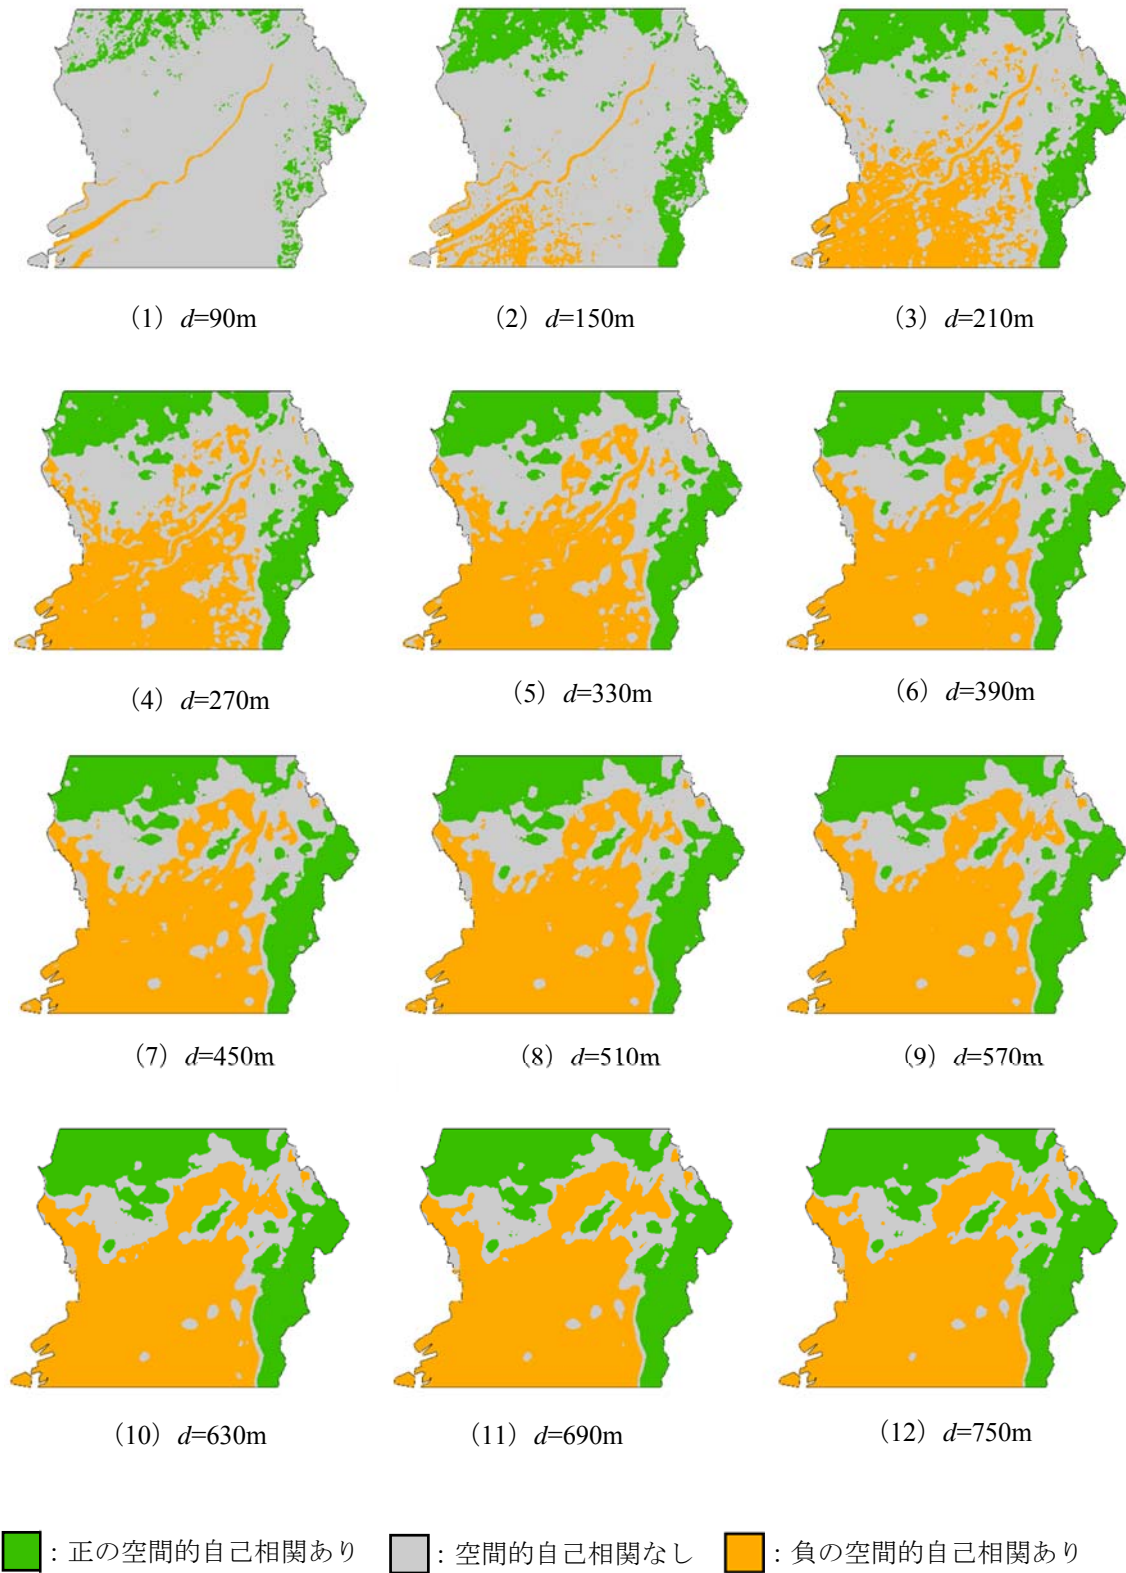 (1) d=90m
(2) d=150m
(3) d=210m
(4) d=270m
(5) d=330m
(6) d=390m
(7) d=450m
(8) d=510m
(9) d=570m
(10) d=630m
(11) d=690m
(12) d=750m
：正の空間的自己相関あり ：空間的自己相関なし ：負の空間的自己相関あり